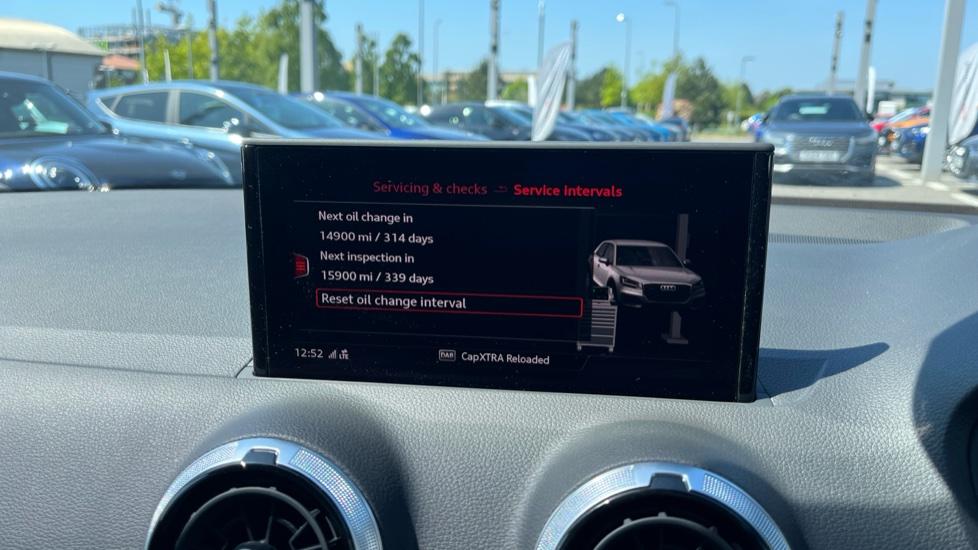 Servicing & checks Service intervals
Next oil change in
14900 mi / 314 days
Next inspection in
15900 mi / 339 days
Reset oil change interval
12:52 LTE DAB CapXTRA Reloaded